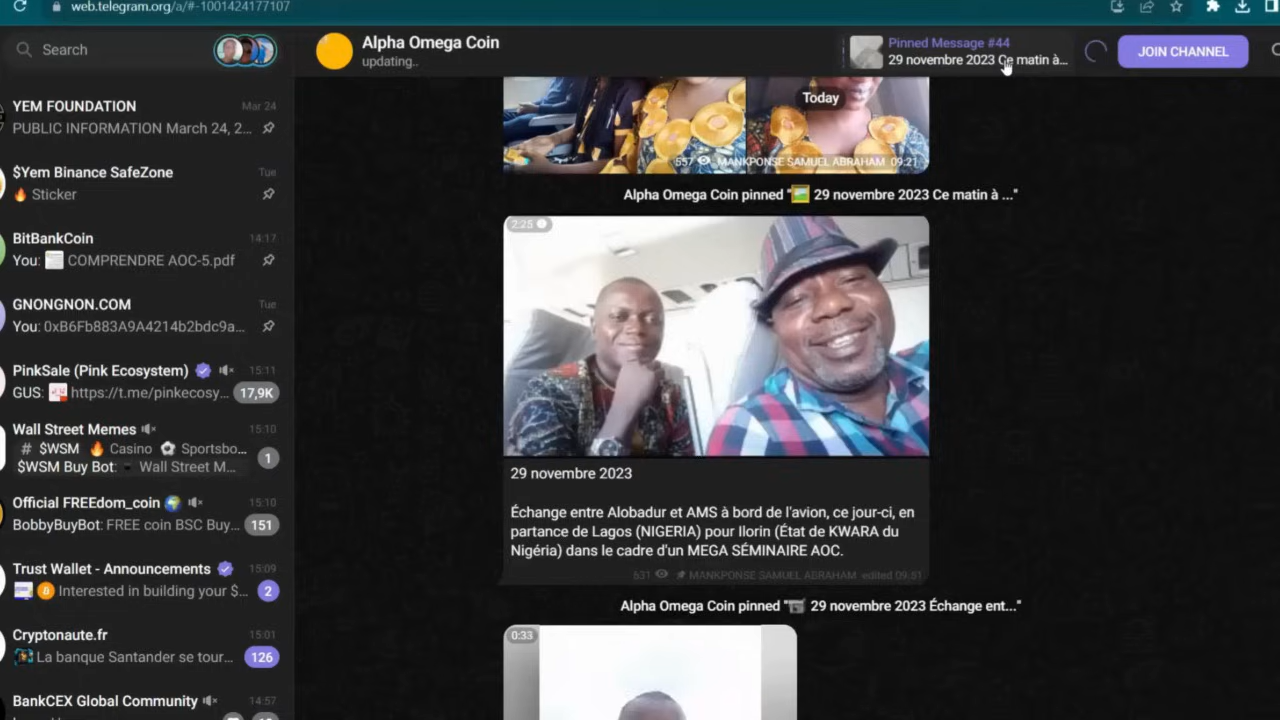 web.telegram.org/a/#-1001424177107
Search
YEM FOUNDATION Mar 24
PUBLIC INFORMATION March 24, 2...
$Yem Binance SafeZone Tue
🔥 Sticker
BitBankCoin 14:17
You: COMPRENDRE AOC-5.pdf
GNONGNON.COM Tue
You: 0xB6Fb883A9A4214b2bdc9a...
PinkSale (Pink Ecosystem) 15:11
GUS: https://t.me/pinkecosy... 17,9K
Wall Street Memes 15:10
# $WSM 🔥 Casino ⚽ Sportsbo...
$WSM Buy Bot: Wall Street M... 1
Official FREEdom_coin 🌍 15:10
BobbyBuyBot: FREE coin BSC Buy... 151
Trust Wallet - Announcements 15:09
Interested in building your $... 2
Cryptonaute.fr 15:01
La banque Santander se tour... 126
BankCEX Global Community 14:57
Alpha Omega Coin
updating..
Pinned Message #44
29 novembre 2023 Ce matin à...
JOIN CHANNEL
Today
557 MANKPONSE SAMUEL ABRAHAM 09:21
Alpha Omega Coin pinned "🖼 29 novembre 2023 Ce matin à ..."
2:25
29 novembre 2023
Échange entre Alobadur et AMS à bord de l'avion, ce jour-ci, en
partance de Lagos (NIGERIA) pour Ilorin (État de KWARA du
Nigéria) dans le cadre d'un MEGA SÉMINAIRE AOC.
631 MANKPONSE SAMUEL ABRAHAM edited 09:51
Alpha Omega Coin pinned "📹 29 novembre 2023 Échange ent..."
0:33